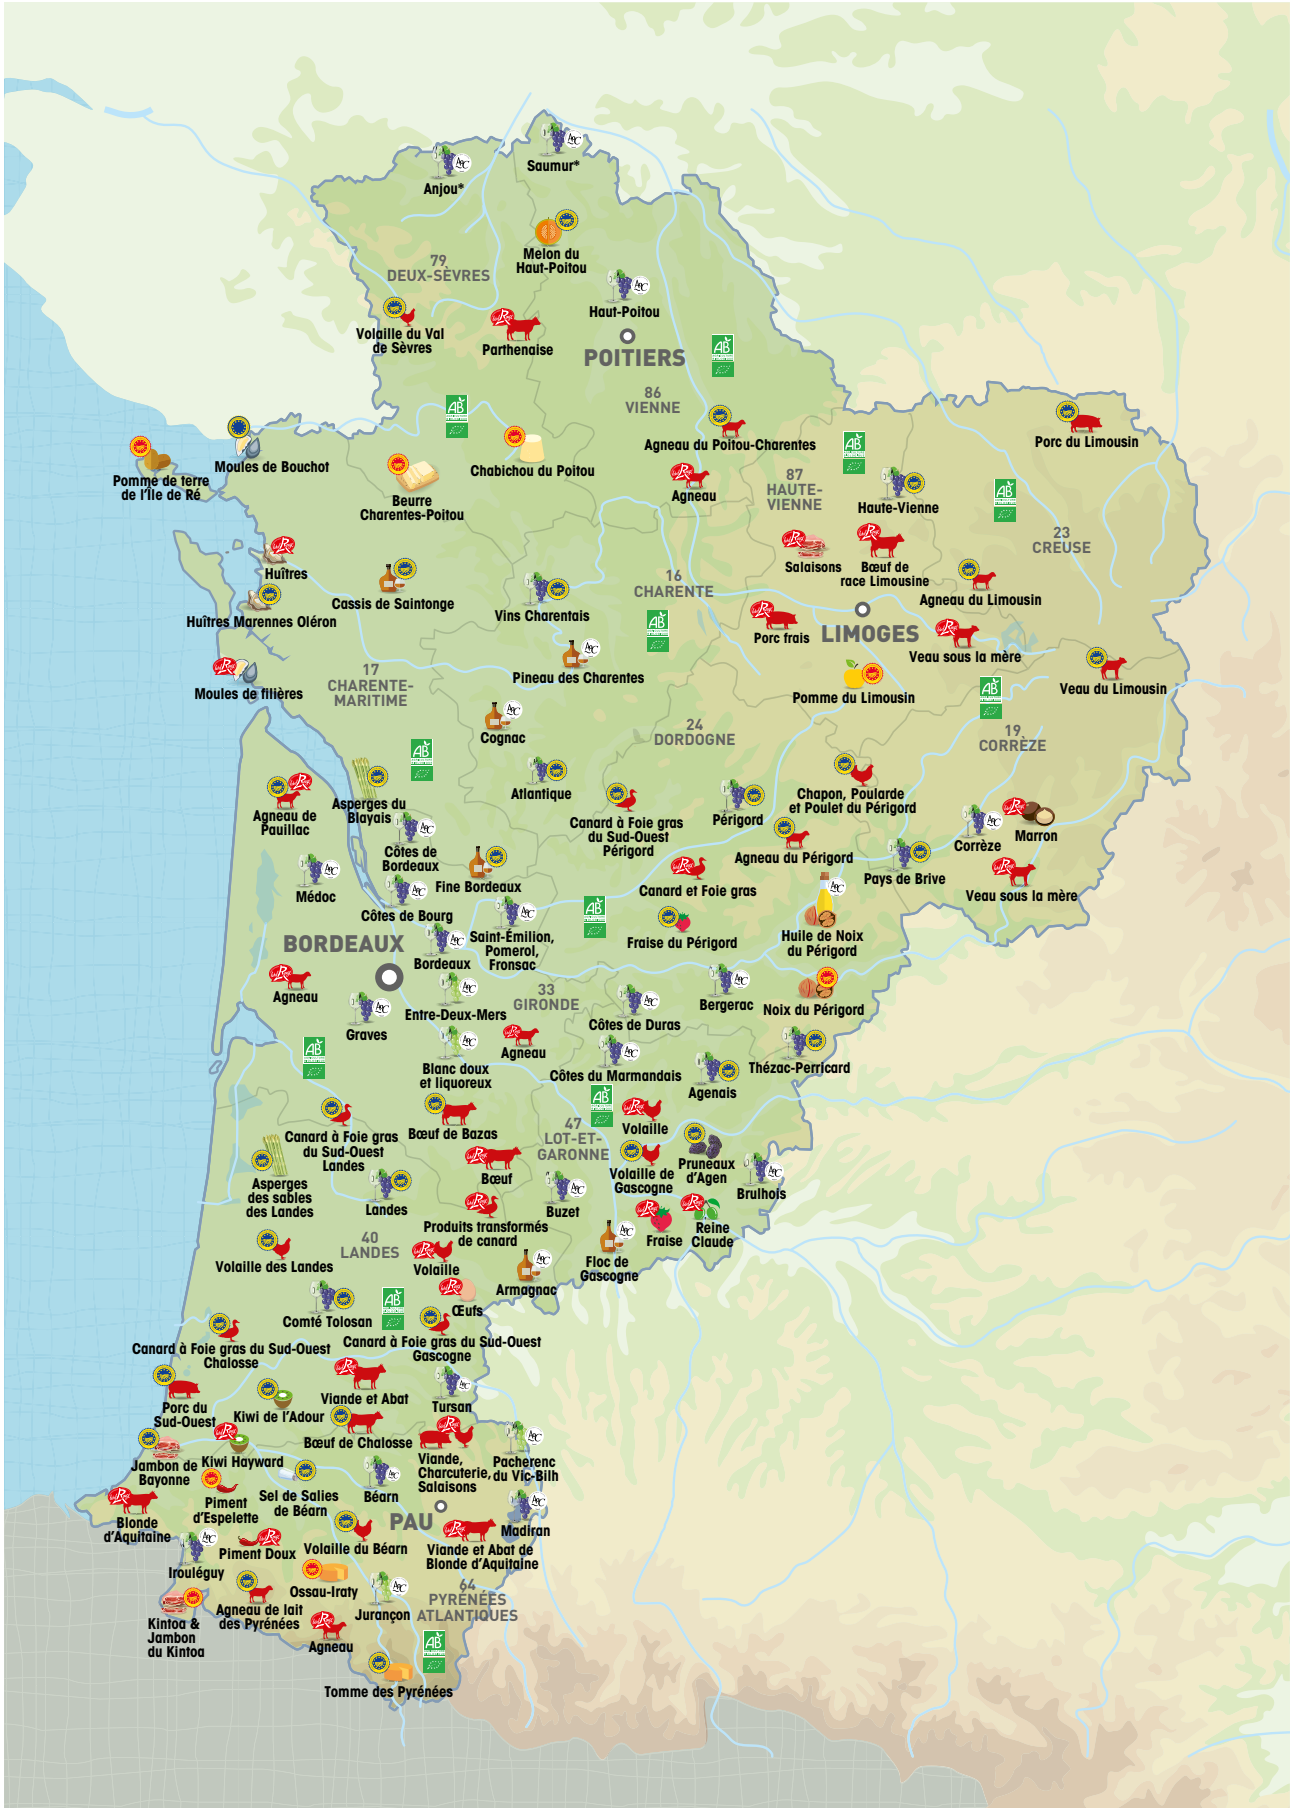 Saumur*
Anjou*
Melon du
Haut-Poitou
79
DEUX-SÈVRES
Haut-Poitou
Volaille du Val
de Sèvres
Parthenaise
POITIERS
86
VIENNE
Agneau du Poitou-Charentes
Porc du Limousin
Moules de Bouchot
Chabichou du Poitou
Pomme de terre
de l'Île de Ré
Beurre
Charentes-Poitou
Agneau
87
HAUTE-
VIENNE
Haute-Vienne
23
CREUSE
Huîtres
Salaisons
Bœuf de
race Limousine
16
CHARENTE
Cassis de Saintonge
Vins Charentais
Agneau du Limousin
Huîtres Marennes Oléron
Porc frais
LIMOGES
Veau sous la mère
Moules de filières
17
CHARENTE-
MARITIME
Pineau des Charentes
Pomme du Limousin
Veau du Limousin
Cognac
24
DORDOGNE
19
CORRÈZE
Atlantique
Chapon, Poularde
et Poulet du Périgord
Agneau de
Pauillac
Asperges du
Blayais
Canard à Foie gras
du Sud-Ouest
Périgord
Périgord
Marron
Corrèze
Côtes de
Bordeaux
Agneau du Périgord
Fine Bordeaux
Canard et Foie gras
Pays de Brive
Médoc
Veau sous la mère
Côtes de Bourg
Saint-Émilion,
Pomerol,
Fronsac
Fraise du Périgord
Huile de Noix
du Périgord
BORDEAUX
Bordeaux
Agneau
33
GIRONDE
Bergerac
Noix du Périgord
Entre-Deux-Mers
Graves
Côtes de Duras
Agneau
Blanc doux
et liquoreux
Côtes du Marmandais
Thézac-Perricard
Agenais
Canard à Foie gras
du Sud-Ouest
Landes
Bœuf de Bazas
47
LOT-ET-
GARONNE
Volaille
Asperges
des sables
des Landes
Bœuf
Volaille de
Gascogne
Pruneaux
d'Agen
Brulhois
Landes
Buzet
Produits transformés
de canard
Fraise
Reine
Claude
40
LANDES
Volaille des Landes
Volaille
Floc de
Gascogne
Armagnac
Œufs
Comté Tolosan
Canard à Foie gras du Sud-Ouest
Chalosse
Canard à Foie gras du Sud-Ouest
Gascogne
Viande et Abat
Tursan
Porc du
Sud-Ouest
Kiwi de l'Adour
Bœuf de Chalosse
Jambon de
Bayonne
Kiwi Hayward
Viande,
Charcuterie,
Salaisons
Pacherenc
du Vic-Bilh
Piment
d'Espelette
Sel de Salies
de Béarn
Béarn
Blonde
d'Aquitaine
PAU
Madiran
Piment Doux
Volaille du Béarn
Viande et Abat de
Blonde d'Aquitaine
Irouléguy
Ossau-Iraty
64
PYRÉNÉES
ATLANTIQUES
Agneau de lait
des Pyrénées
Jurançon
Kintoa &
Jambon
du Kintoa
Agneau
Tomme des Pyrénées